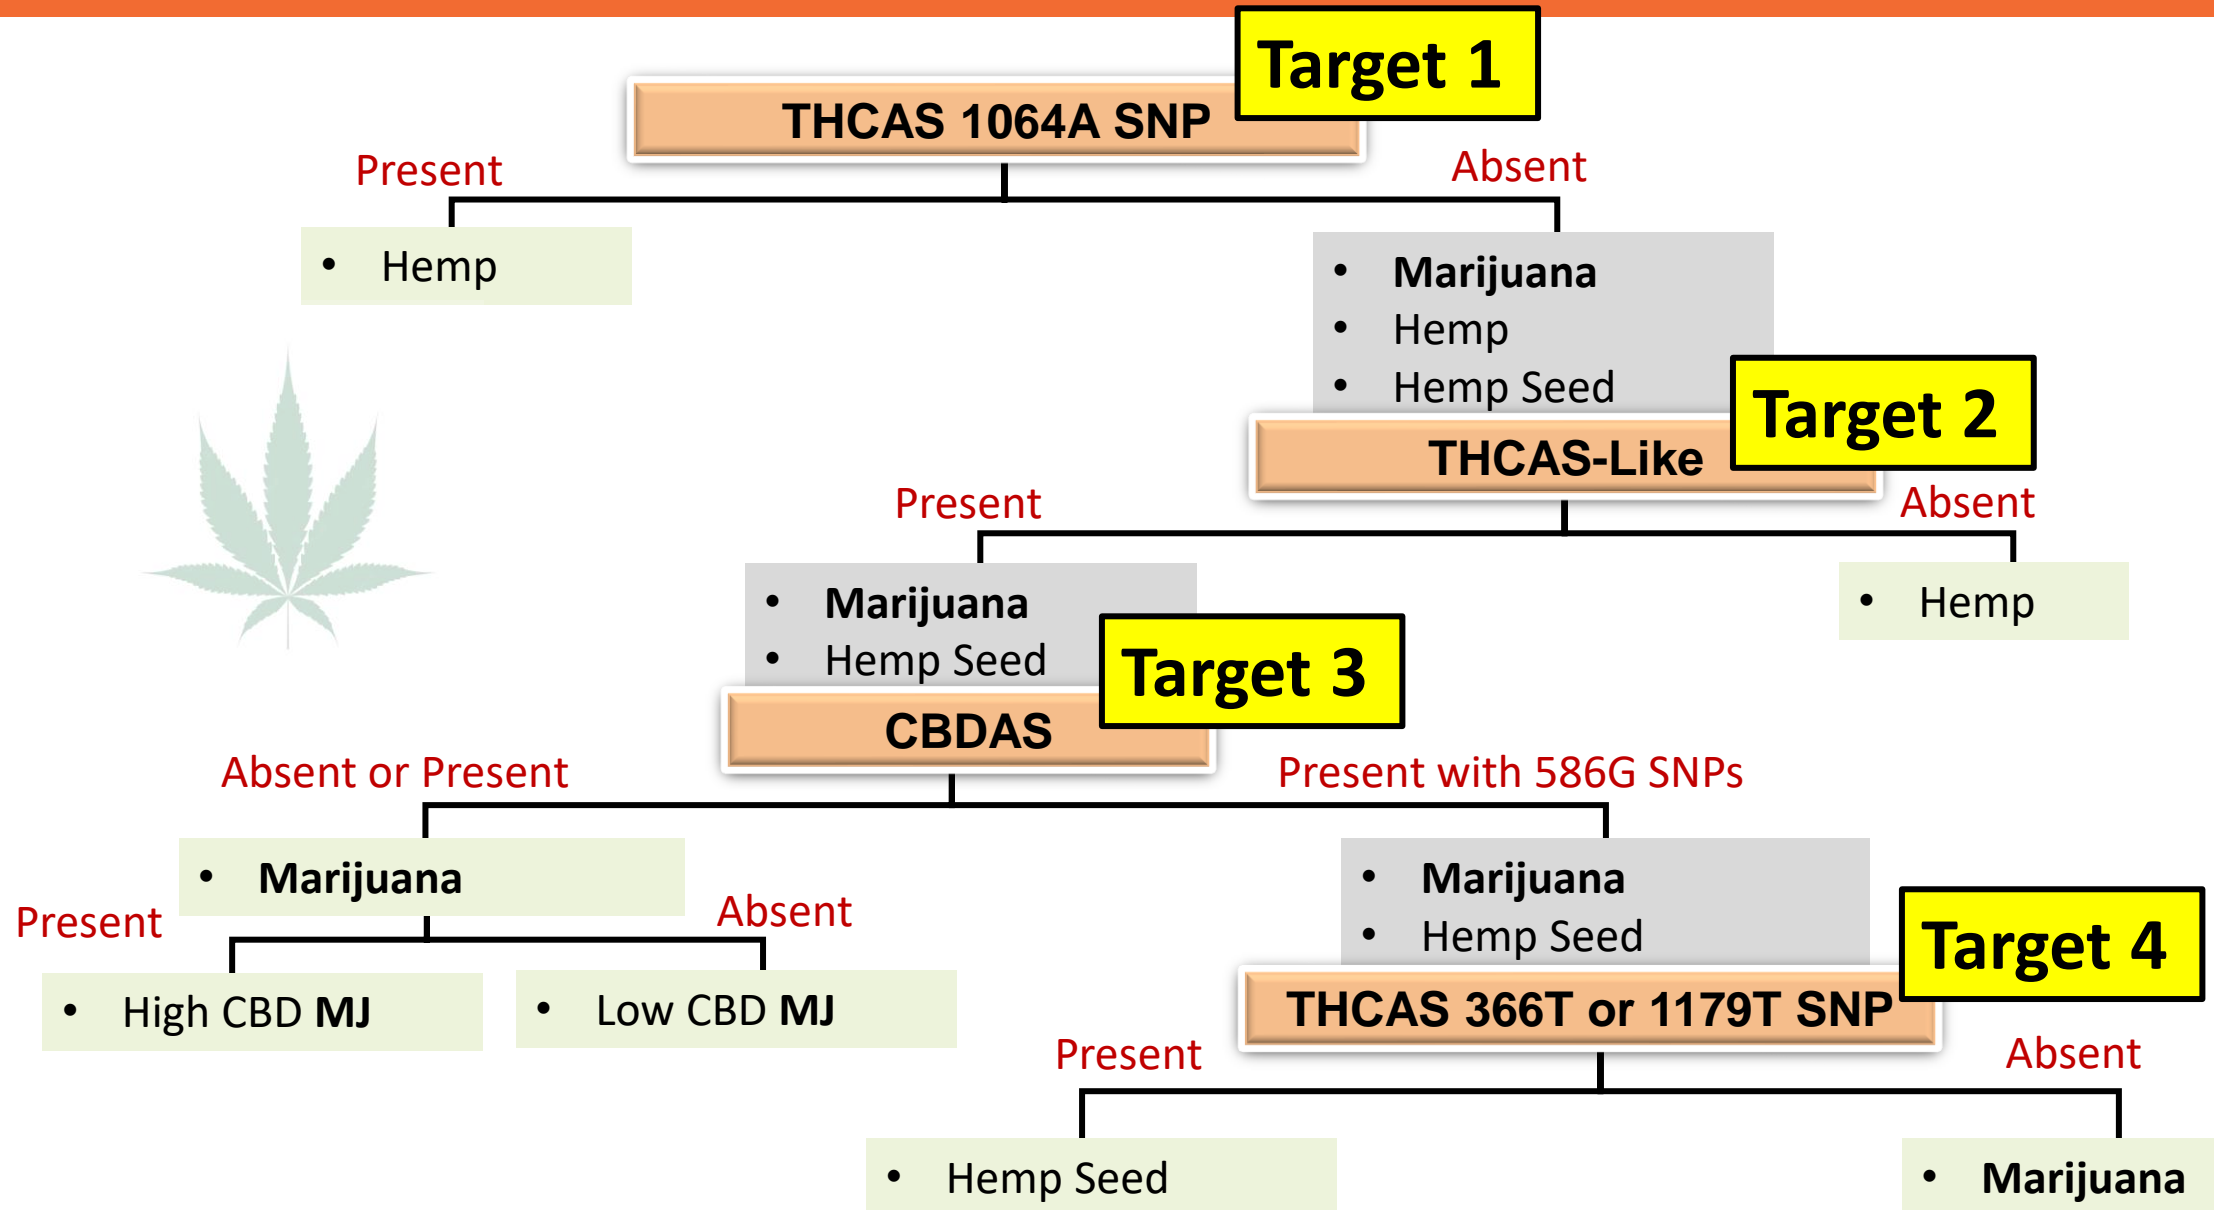 Target 1
THCAS 1064A SNP
Present
Absent
• Hemp
• Marijuana
• Hemp
• Hemp Seed
Target 2
THCAS-Like
Present
Absent
• Marijuana
• Hemp Seed
• Hemp
Target 3
CBDAS
Absent or Present
Present with 586G SNPs
• Marijuana
Present
Absent
• High CBD MJ
• Low CBD MJ
• Marijuana
• Hemp Seed
Target 4
THCAS 366T or 1179T SNP
Present
Absent
• Hemp Seed
• Marijuana